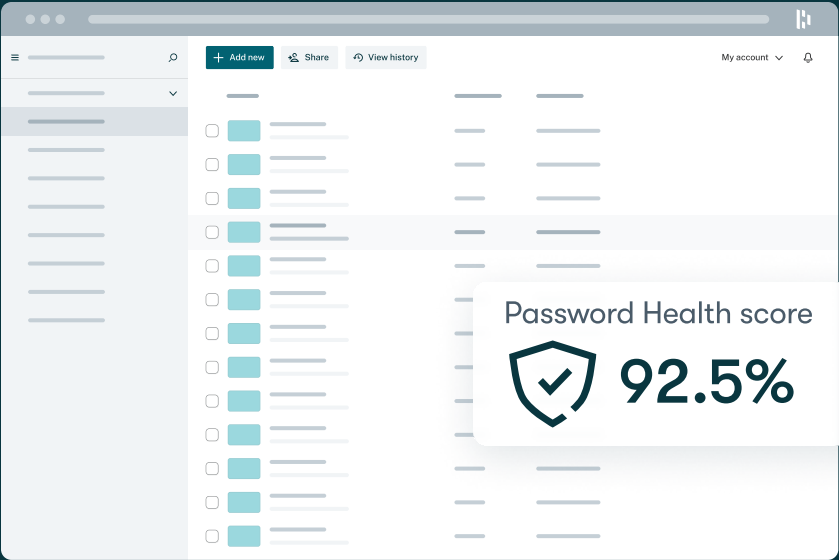 Add new
Share
View history
My account
Password Health score
92.5%